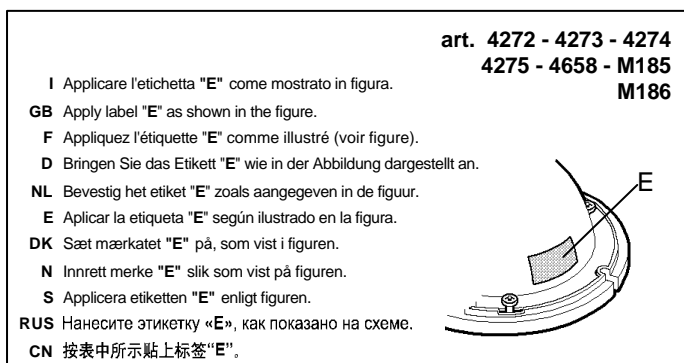 art. 4272 - 4273 - 4274
4275 - 4658 - M185
M186
I Applicare l'etichetta "E" come mostrato in figura.
GB Apply label "E" as shown in the figure.
F Appliquez l'étiquette "E" comme illustré (voir figure).
D Bringen Sie das Etikett "E" wie in der Abbildung dargestellt an.
NL Bevestig het etiket "E" zoals aangegeven in de figuur.
E Aplicar la etiqueta "E" según ilustrado en la figura.
DK Sæt mærkatet "E" på, som vist i figuren.
N Innrett merke "E" slik som vist på figuren.
S Applicera etiketten "E" enligt figuren.
RUS Нанесите этикетку «Е», как показано на схеме.
CN 按表中所示贴上标签“E”。
E